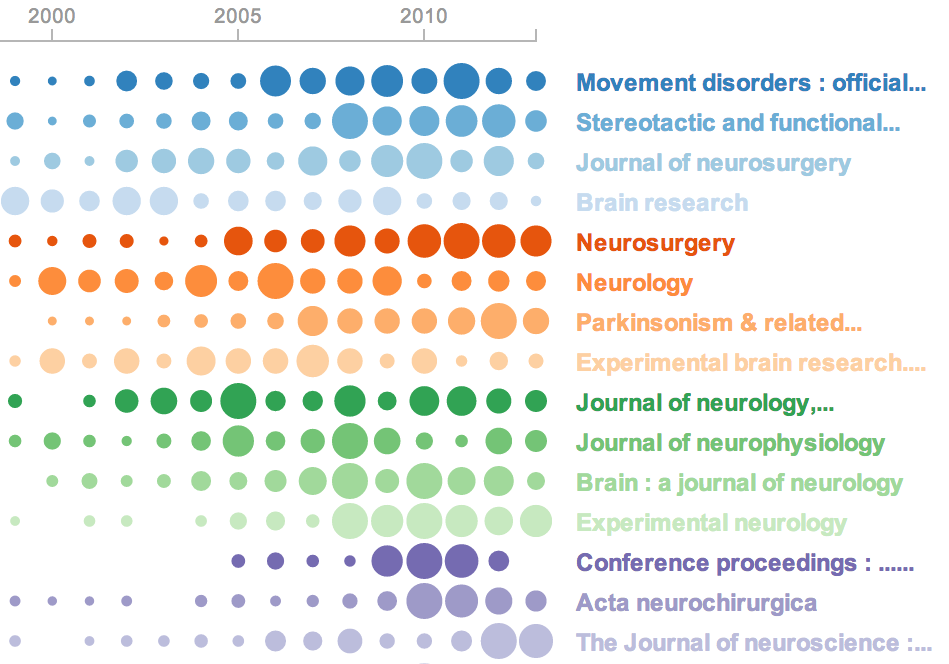 2000 2005 2010
Movement disorders : official...
Stereotactic and functional...
Journal of neurosurgery
Brain research
Neurosurgery
Neurology
Parkinsonism & related...
Experimental brain research....
Journal of neurology,...
Journal of neurophysiology
Brain : a journal of neurology
Experimental neurology
Conference proceedings : ......
Acta neurochirurgica
The Journal of neuroscience :...